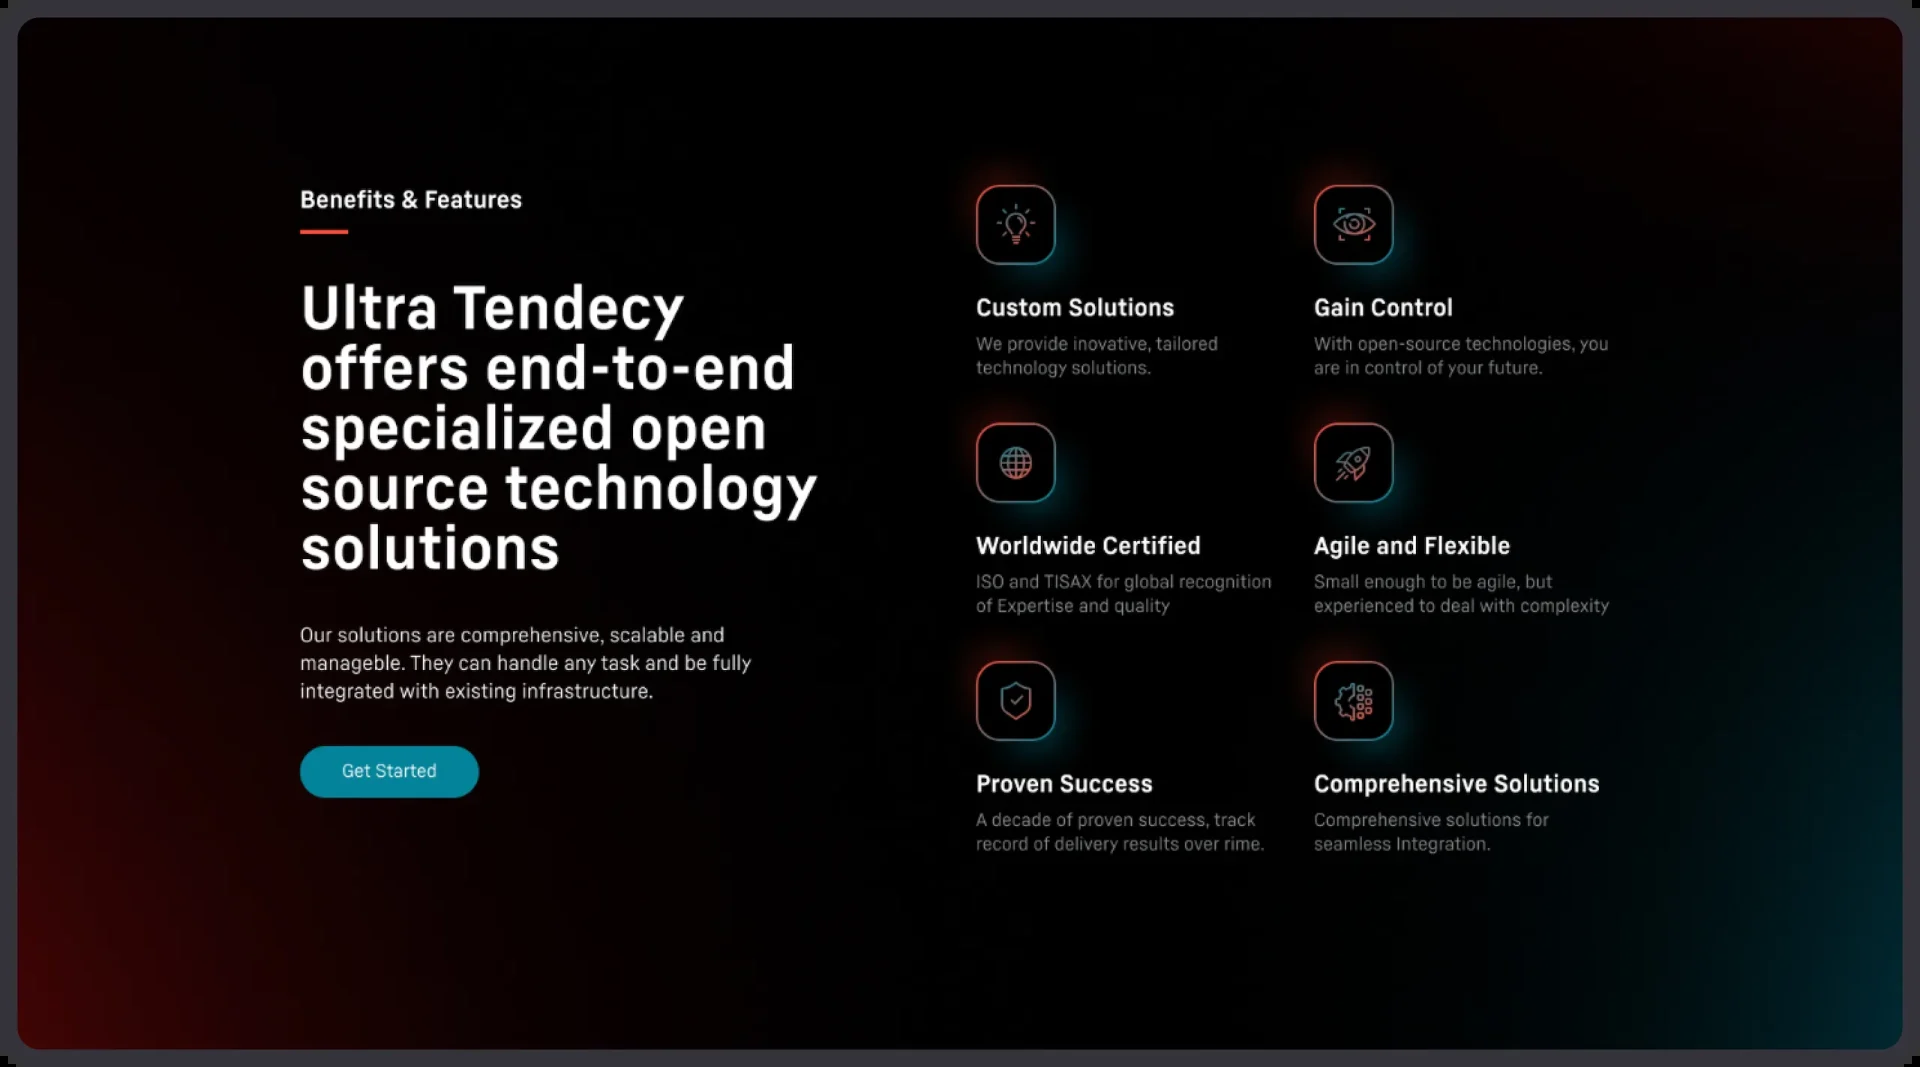 Benefits & Features
Ultra Tendecy
offers end-to-end
specialized open
source technology
solutions
Our solutions are comprehensive, scalable and
manageble. They can handle any task and be fully
integrated with existing infrastructure.
Get Started
Custom Solutions
We provide inovative, tailored
technology solutions.
Gain Control
With open-source technologies, you
are in control of your future.
Worldwide Certified
ISO and TISAX for global recognition
of Expertise and quality
Agile and Flexible
Small enough to be agile, but
experienced to deal with complexity
Proven Success
A decade of proven success, track
record of delivery results over rime.
Comprehensive Solutions
Comprehensive solutions for
seamless Integration.